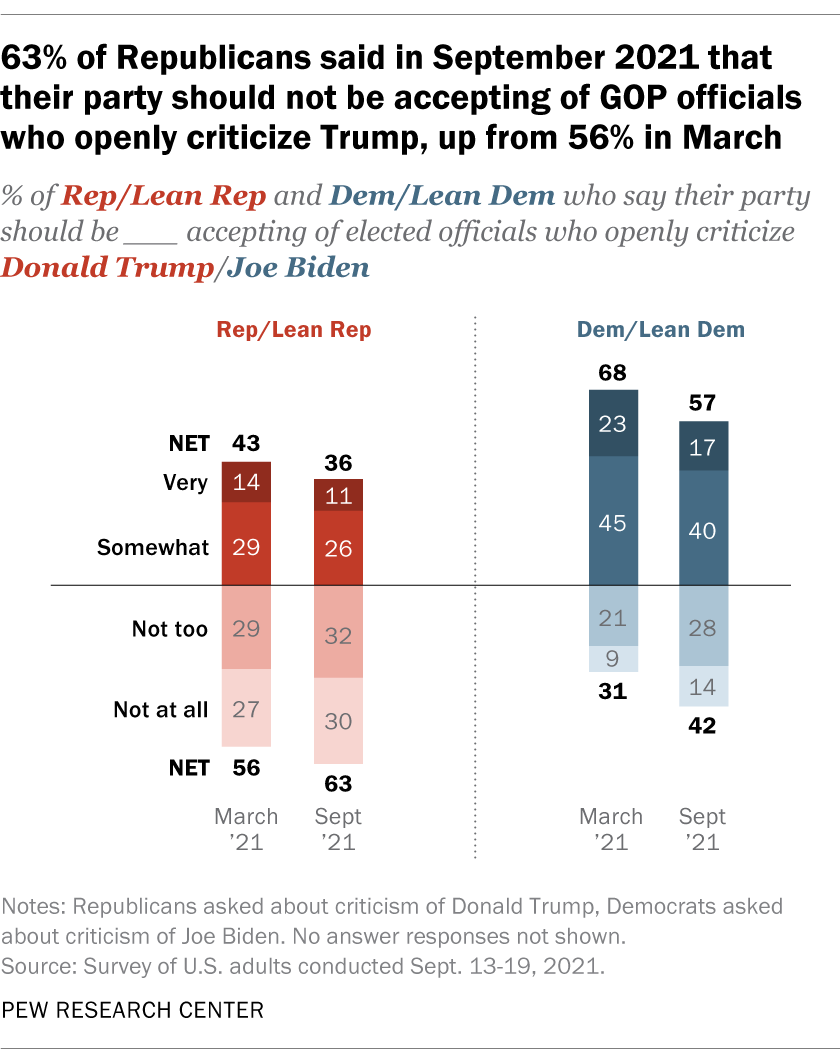 63% of Republicans said in September 2021 that
their party should not be accepting of GOP officials
who openly criticize Trump, up from 56% in March
% of Rep/Lean Rep and Dem/Lean Dem who say their party
should be ___ accepting of elected officials who openly criticize
Donald Trump/Joe Biden
Rep/Lean Rep
NET 43 36
Very 14 11
Somewhat 29 26
Not too 29 32
Not at all 27 30
NET 56 63
March Sept
’21 ’21
Dem/Lean Dem
68 57
23 17
45 40
21 28
9 14
31 42
March Sept
’21 ’21
Notes: Republicans asked about criticism of Donald Trump, Democrats asked
about criticism of Joe Biden. No answer responses not shown.
Source: Survey of U.S. adults conducted Sept. 13-19, 2021.
PEW RESEARCH CENTER